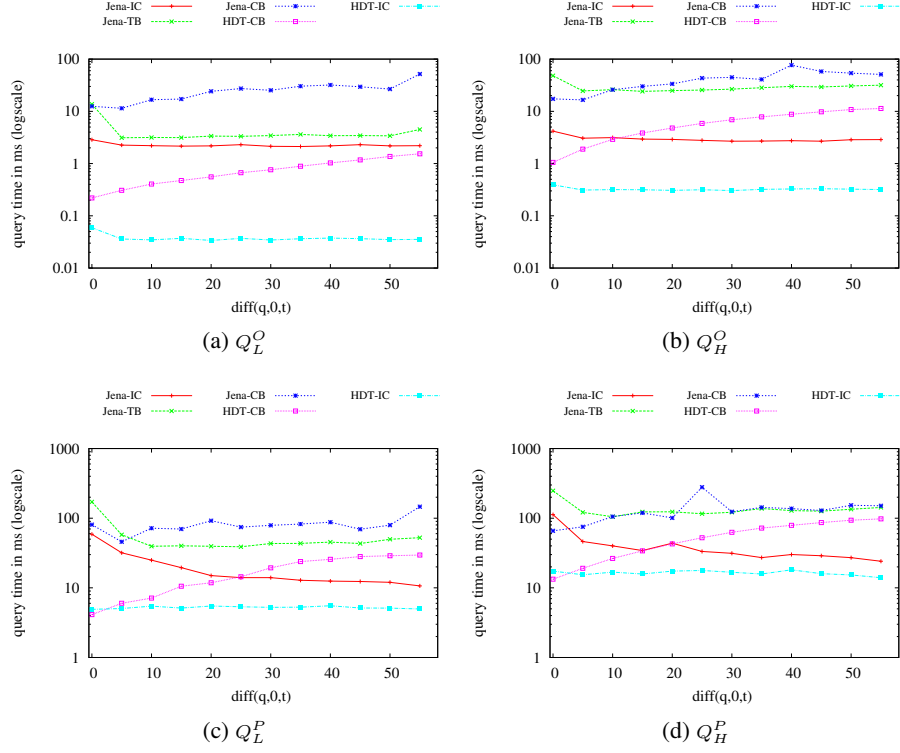 Jena-IC Jena-CB HDT-IC
Jena-TB HDT-CB
100
10
1
0.1
0.01
query time in ms (logscale)
0 10 20 30 40 50
diff(q,0,t)
(a) Q_L^O
Jena-IC Jena-CB HDT-IC
Jena-TB HDT-CB
100
10
1
0.1
0.01
query time in ms (logscale)
0 10 20 30 40 50
diff(q,0,t)
(b) Q_H^O
Jena-IC Jena-CB HDT-IC
Jena-TB HDT-CB
1000
100
10
1
query time in ms (logscale)
0 10 20 30 40 50
diff(q,0,t)
(c) Q_L^P
Jena-IC Jena-CB HDT-IC
Jena-TB HDT-CB
1000
100
10
1
query time in ms (logscale)
0 10 20 30 40 50
diff(q,0,t)
(d) Q_H^P